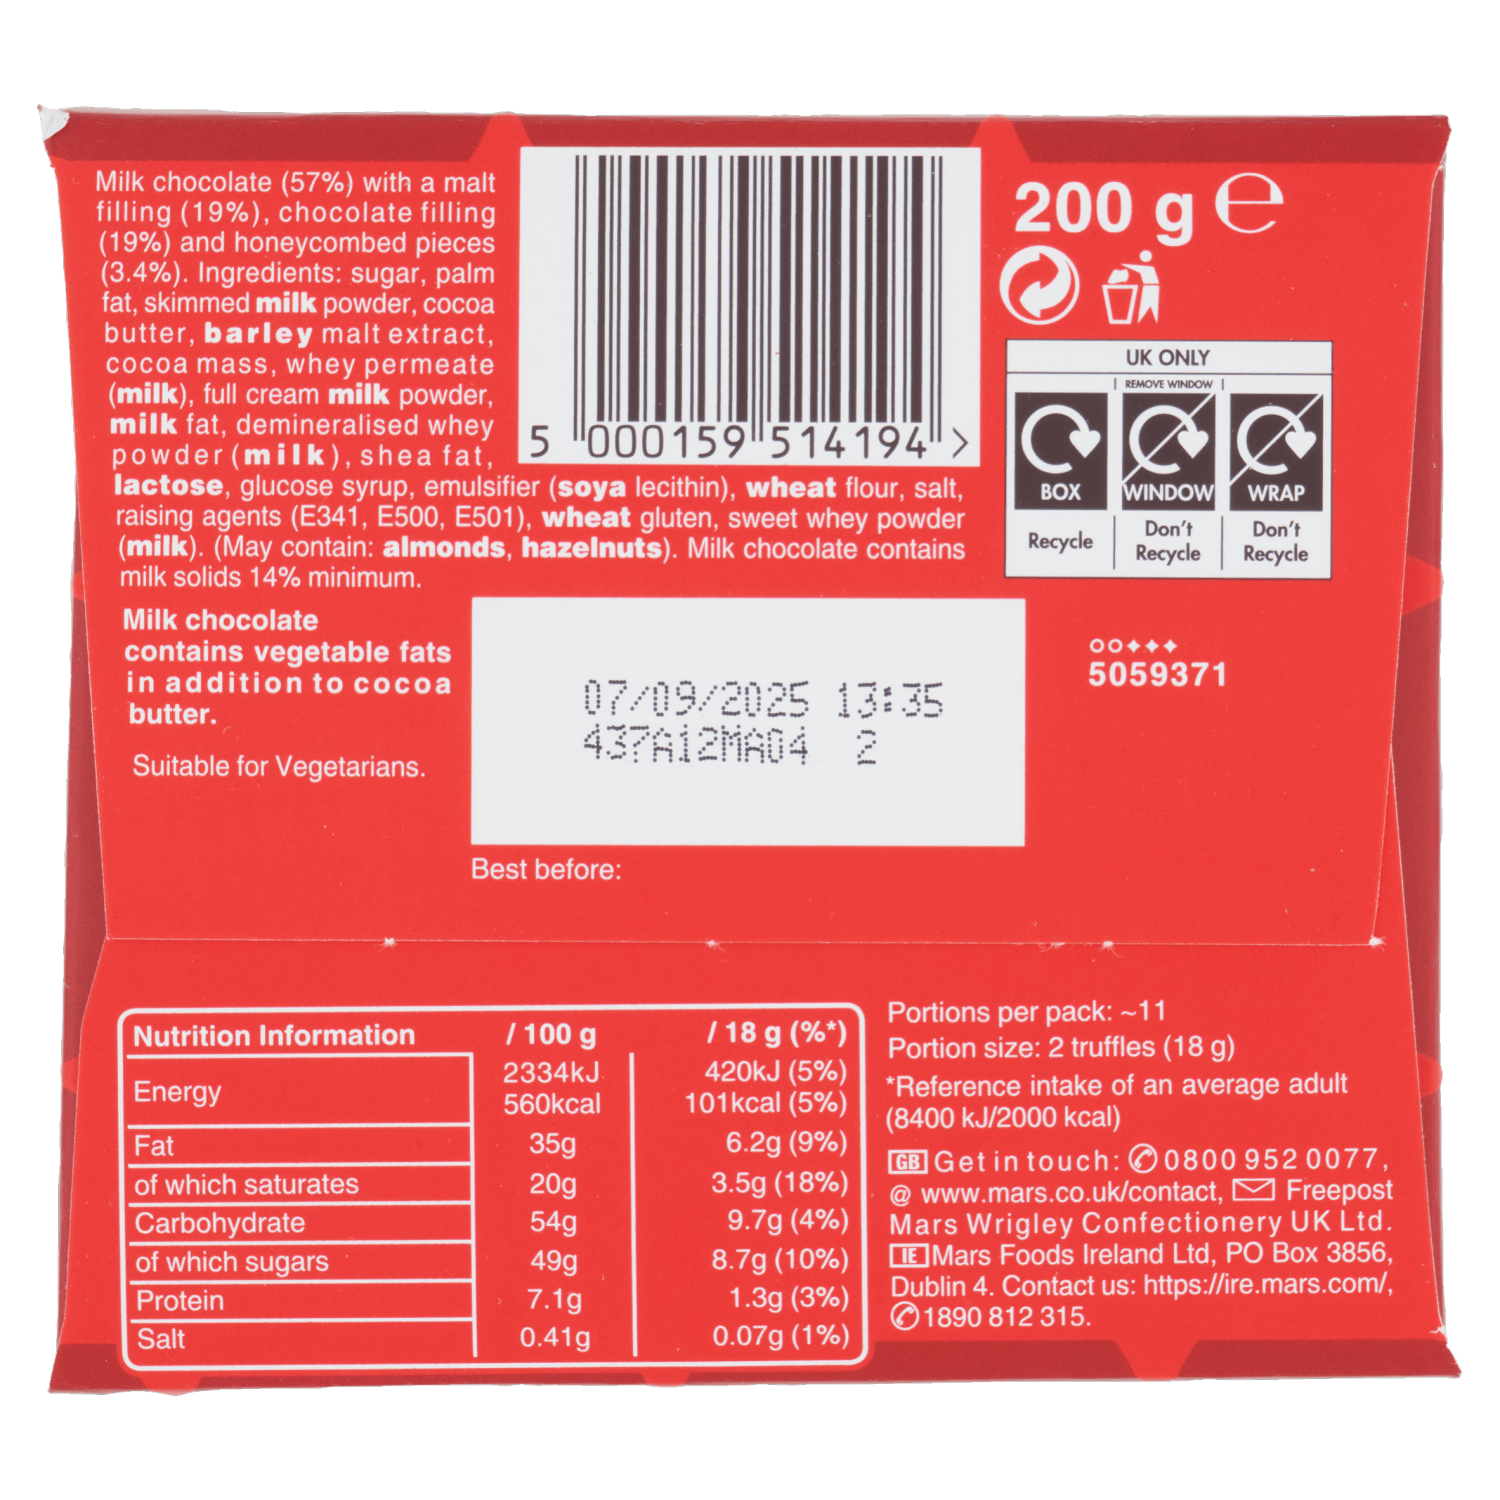 Milk chocolate (57%) with a malt
filling (19%), chocolate filling
(19%) and honeycombed pieces
(3.4%). Ingredients: sugar, palm
fat, skimmed milk powder, cocoa
butter, barley malt extract,
cocoa mass, whey permeate
(milk), full cream milk powder,
milk fat, demineralised whey
powder (milk), shea fat,
lactose, glucose syrup, emulsifier (soya lecithin), wheat flour, salt,
raising agents (E341, E500, E501), wheat gluten, sweet whey powder
(milk). (May contain: almonds, hazelnuts). Milk chocolate contains
milk solids 14% minimum.
Milk chocolate
contains vegetable fats
in addition to cocoa
butter.
Suitable for Vegetarians.
5 000159 514194 >
200 g ℮
UK ONLY
REMOVE WINDOW
BOX WINDOW WRAP
Recycle Don't Recycle Don't Recycle
07/09/2025 13:35
437A12MA04 2
Best before:
5059371
Nutrition Information / 100 g / 18 g (%*)
Energy 2334kJ 420kJ (5%)
560kcal 101kcal (5%)
Fat 35g 6.2g (9%)
of which saturates 20g 3.5g (18%)
Carbohydrate 54g 9.7g (4%)
of which sugars 49g 8.7g (10%)
Protein 7.1g 1.3g (3%)
Salt 0.41g 0.07g (1%)
Portions per pack: ~11
Portion size: 2 truffles (18 g)
*Reference intake of an average adult
(8400 kJ/2000 kcal)
GB Get in touch: 0800 952 0077,
@ www.mars.co.uk/contact, Freepost
Mars Wrigley Confectionery UK Ltd.
IE Mars Foods Ireland Ltd, PO Box 3856,
Dublin 4. Contact us: https://ire.mars.com/,
1890 812 315.